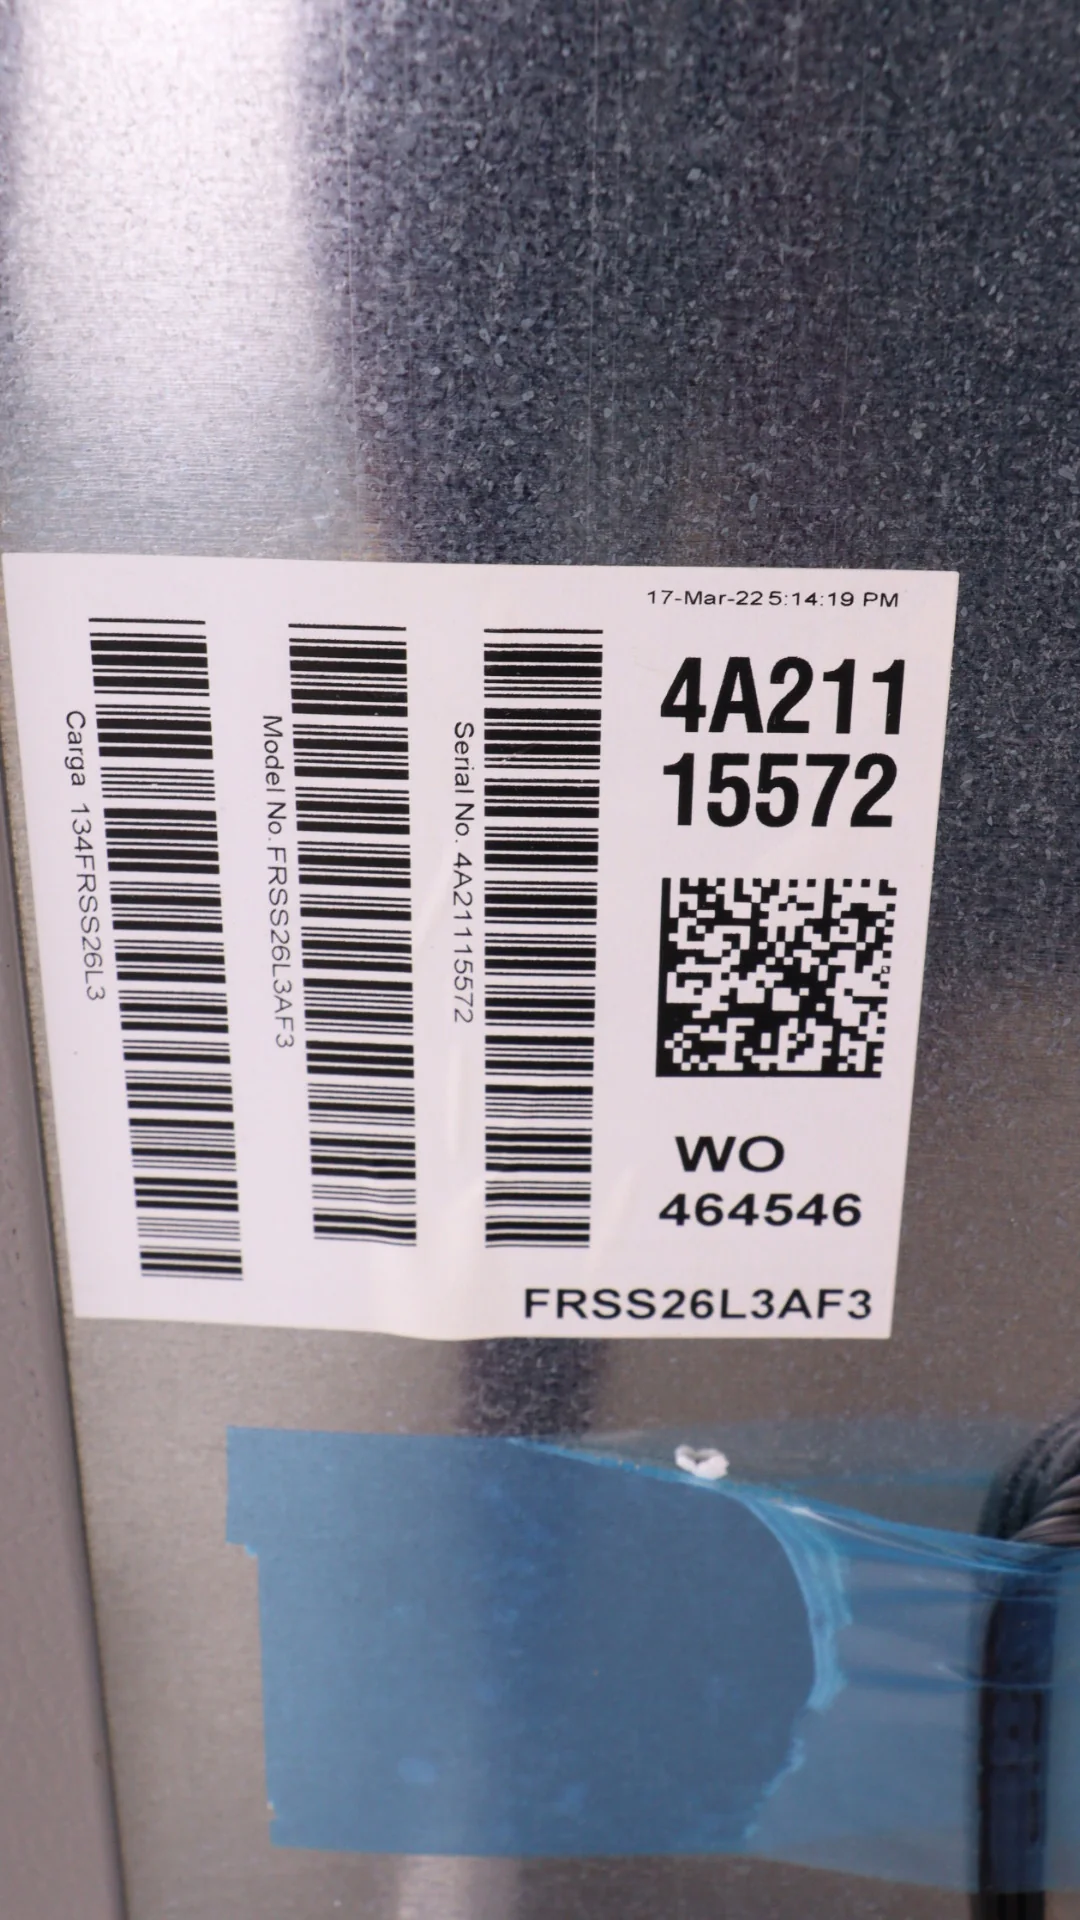 17-Mar-22 5:14:19 PM
4A211
15572
WO
464546
FRSS26L3AF3
Serial No. 4A21115572
Model No.FRSS26L3AF3
Carga 134FRSS26L3